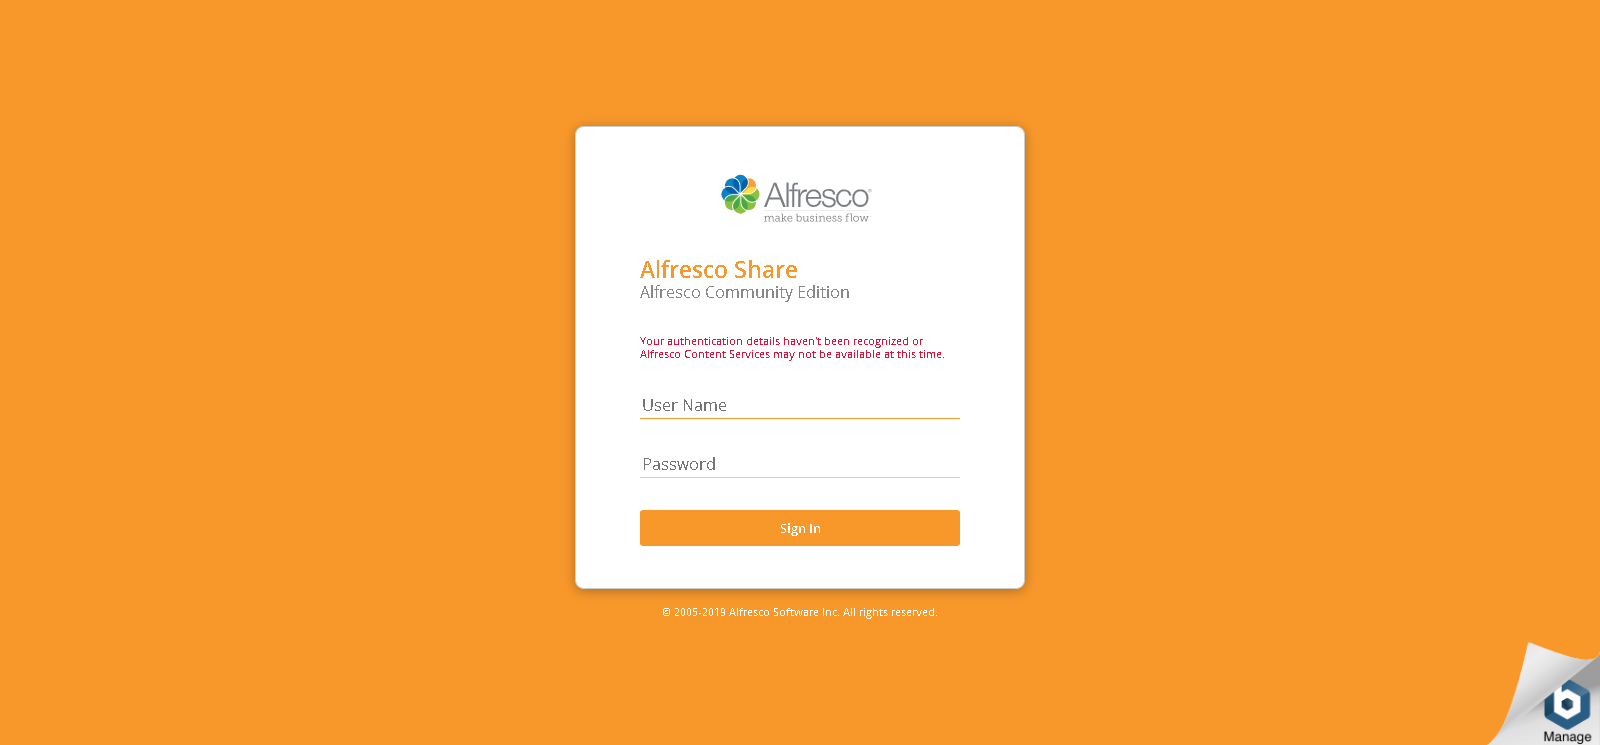 Alfresco®
make business flow
Alfresco Share
Alfresco Community Edition
Your authentication details haven't been recognized or
Alfresco Content Services may not be available at this time.
User Name
Password
Sign In
© 2005-2019 Alfresco Software Inc. All rights reserved.
Manage